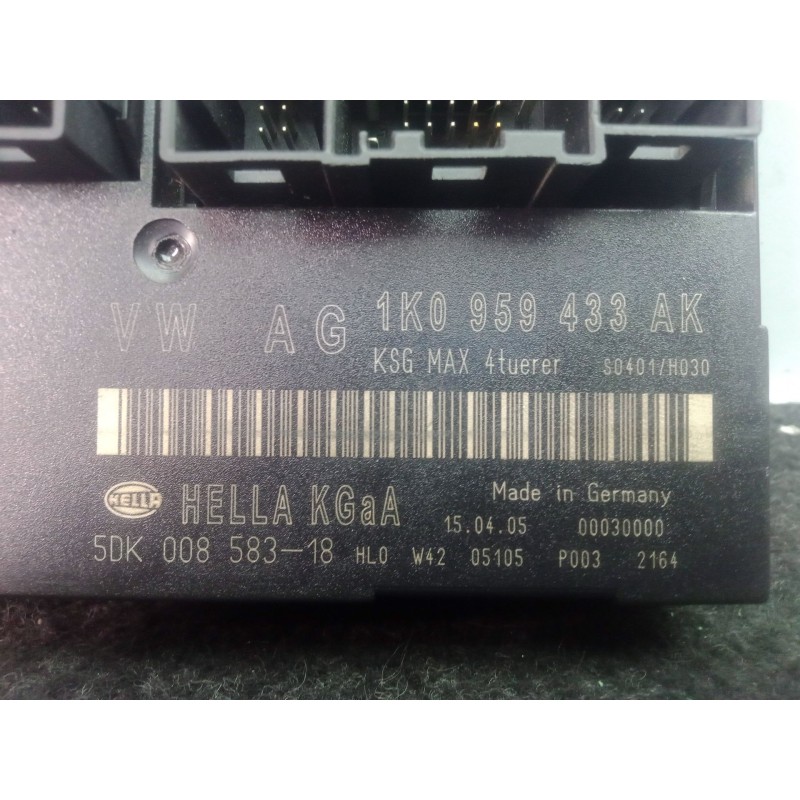 VW AG 1K0 959 433 AK
KSG MAX 4tuerer S0401/H030
HELLA HELLA KGaA Made in Germany
15.04.05 00030000
5DK 008 583-18 HL0 W42 05105 P003 2164